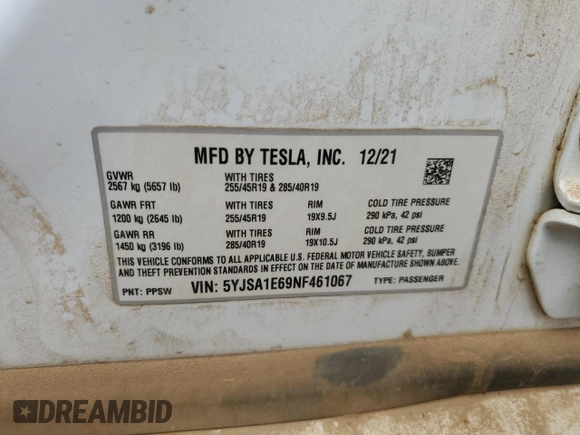 MFD BY TESLA, INC. 12/21
GVWR WITH TIRES
2567 kg (5657 lb) 255/45R19 & 285/40R19
GAWR FRT WITH TIRES RIM COLD TIRE PRESSURE
1200 kg (2645 lb) 255/45R19 19X9.5J 290 kPa, 42 psi
GAWR RR WITH TIRES RIM COLD TIRE PRESSURE
1450 kg (3196 lb) 285/40R19 19X10.5J 290 kPa, 42 psi
THIS VEHICLE CONFORMS TO ALL APPLICABLE U.S. FEDERAL MOTOR VEHICLE SAFETY, BUMPER
AND THEFT PREVENTION STANDARDS IN EFFECT ON THE DATE OF MANUFACTURE SHOWN ABOVE.
PNT: PPSW VIN: 5YJSA1E69NF461067 TYPE: PASSENGER
DREAMBID